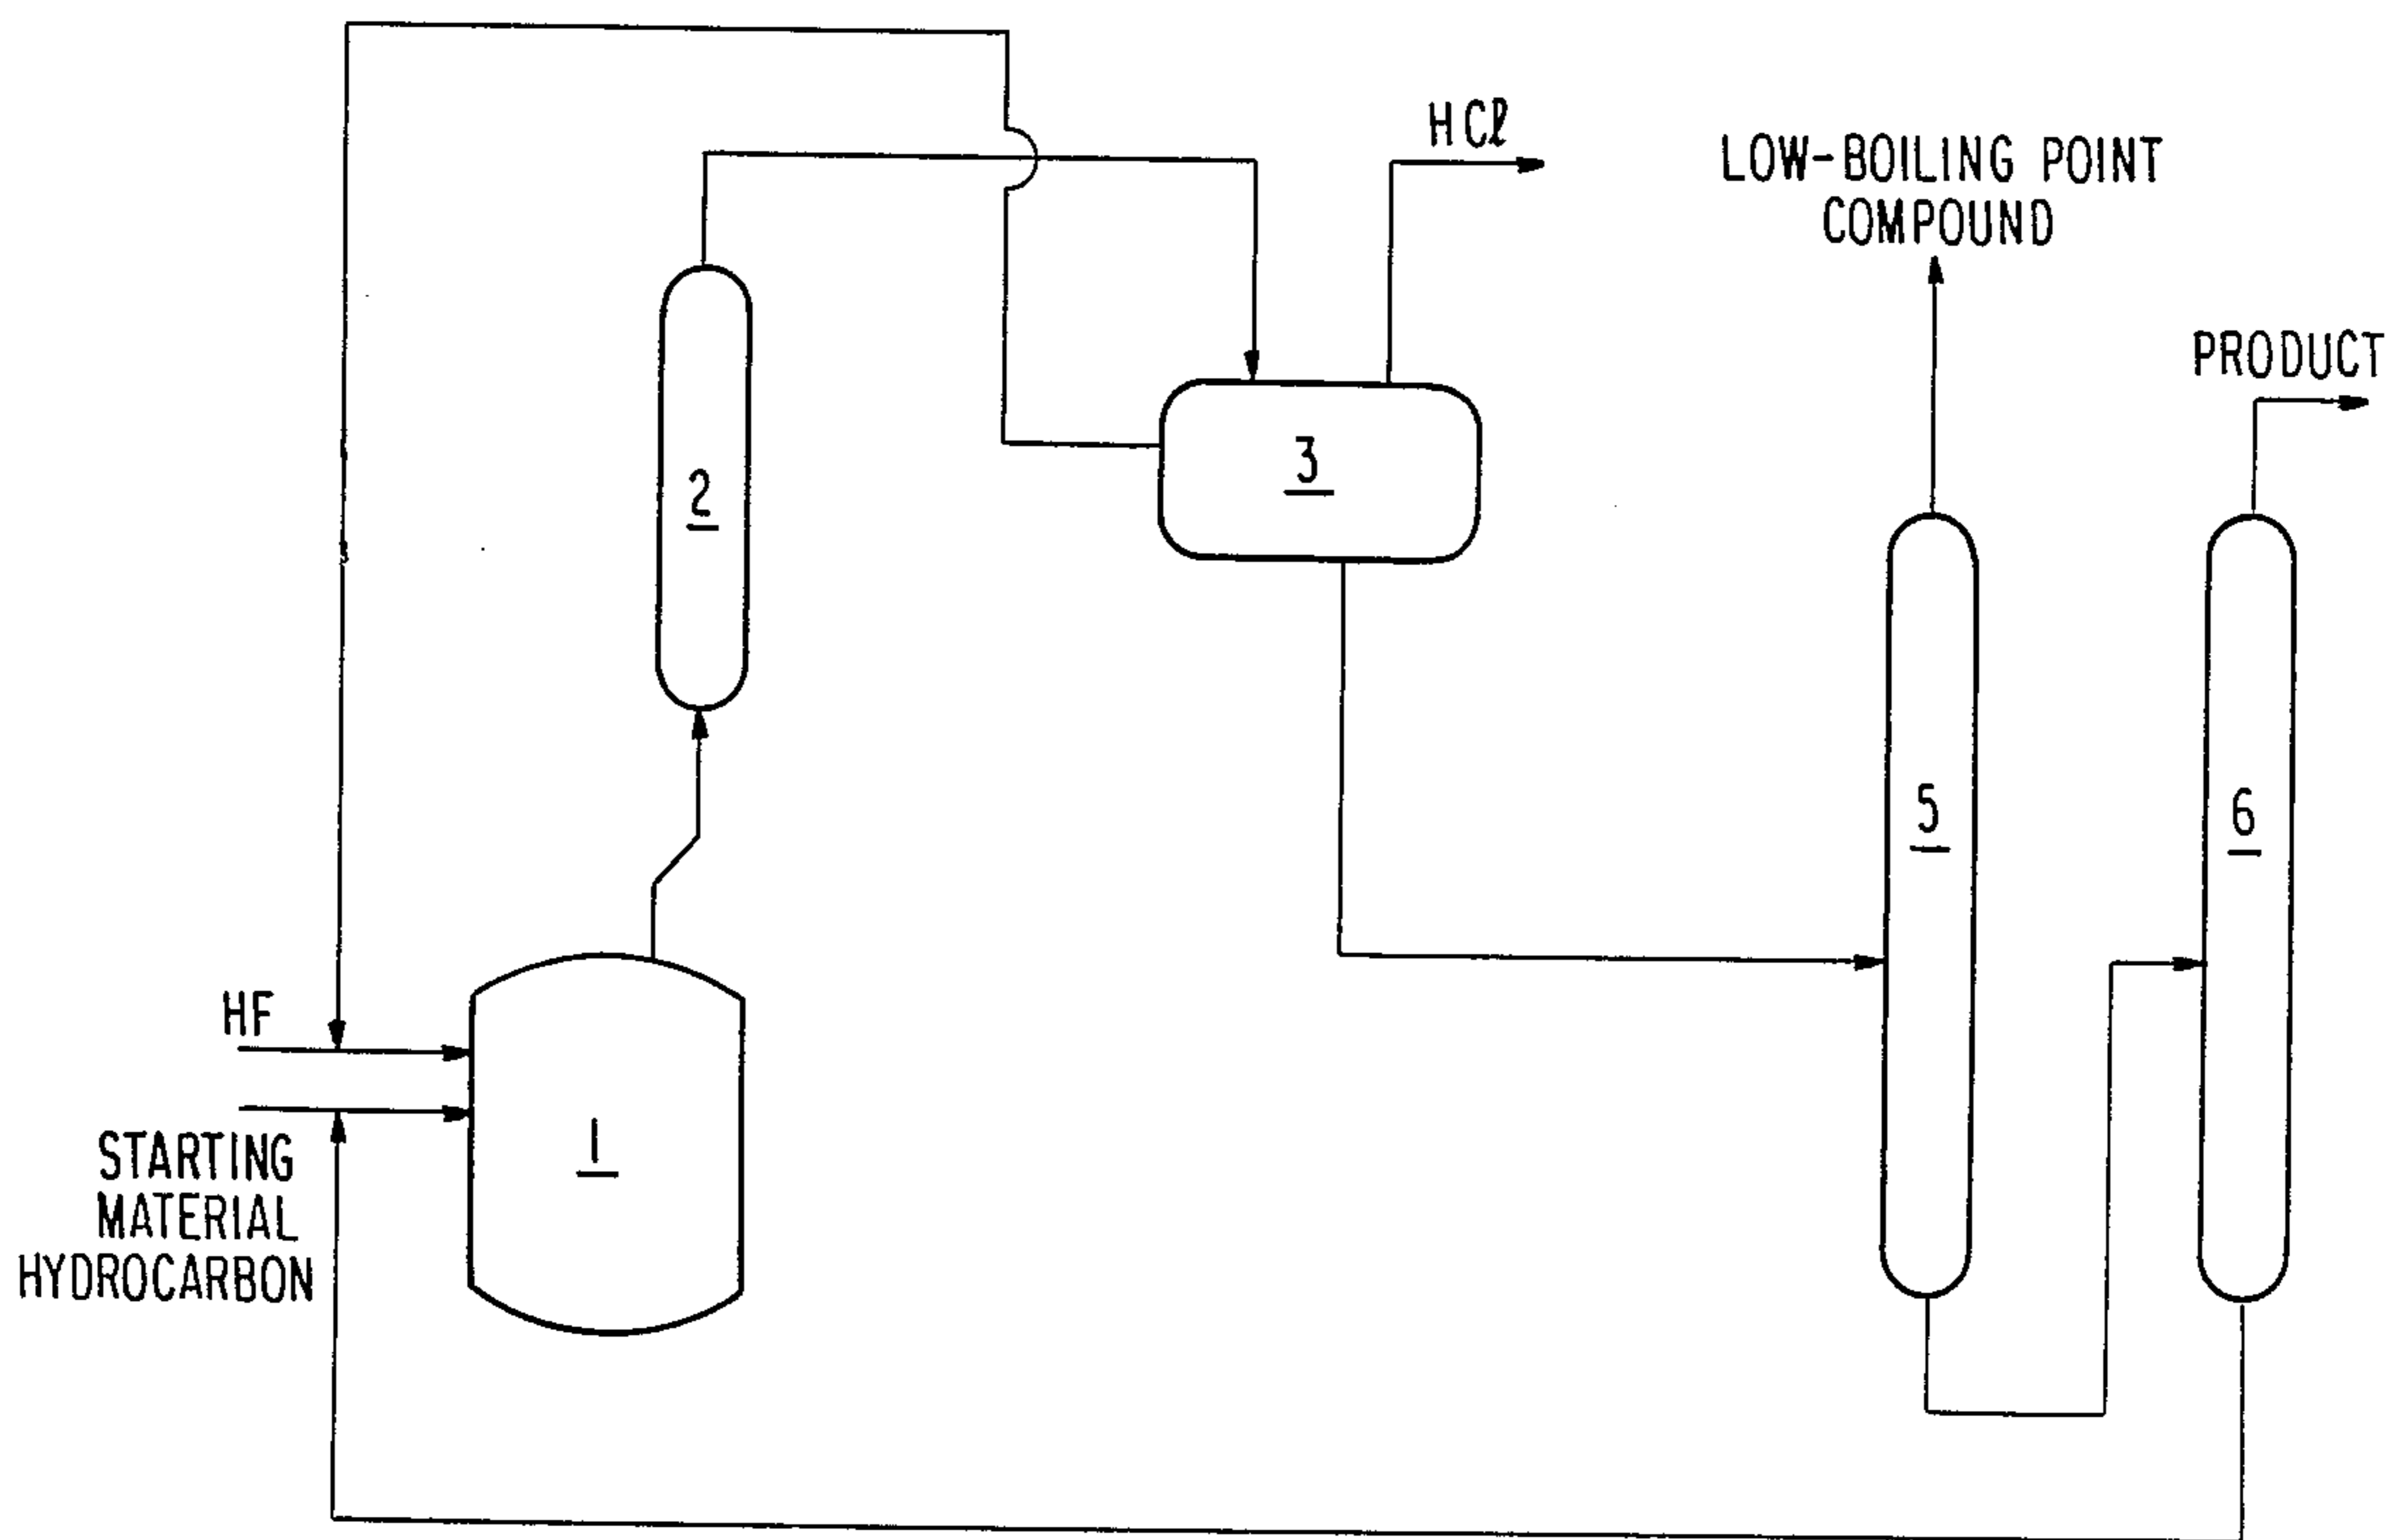 HCl
LOW-BOILING POINT
COMPOUND
PRODUCT
2
3
5
6
HF
1
STARTING
MATERIAL
HYDROCARBON